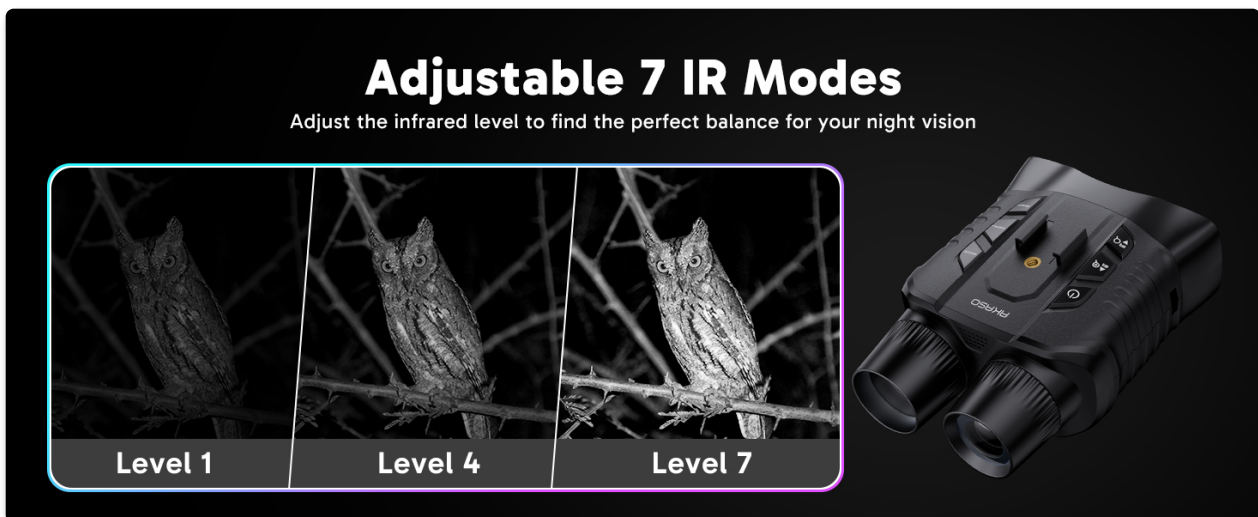 Adjustable 7 IR Modes
Adjust the infrared level to find the perfect balance for your night vision
Level 1
Level 4
Level 7
AKASO